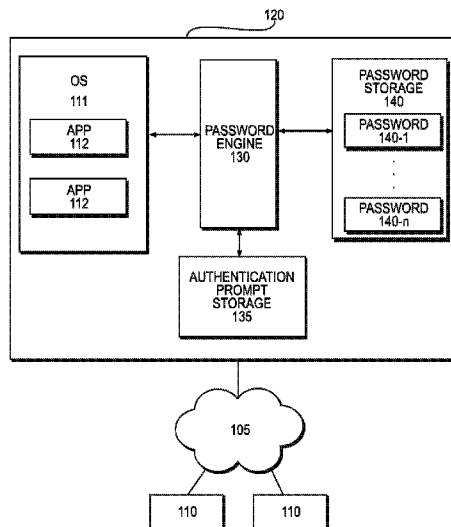 120
OS
111
APP
112
APP
112
PASSWORD
ENGINE
130
PASSWORD
STORAGE
140
PASSWORD
140-1
PASSWORD
140-n
AUTHENTICATION
PROMPT
STORAGE
135
105
110
110